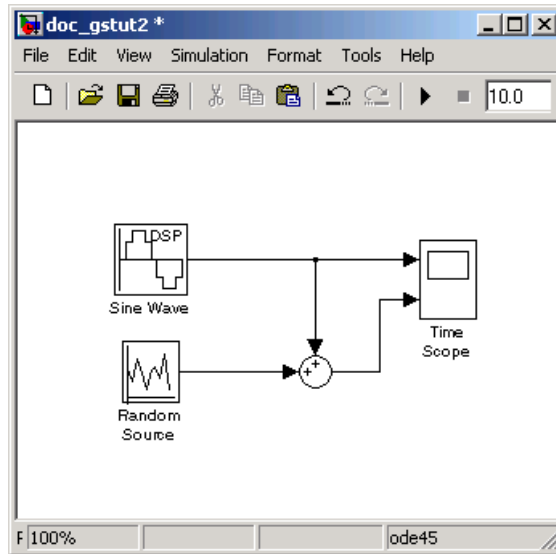 doc_gstut2 *
File Edit View Simulation Format Tools Help
10.0
DSP
Sine Wave
Time
Scope
+ +
Random
Source
F 100% ode45